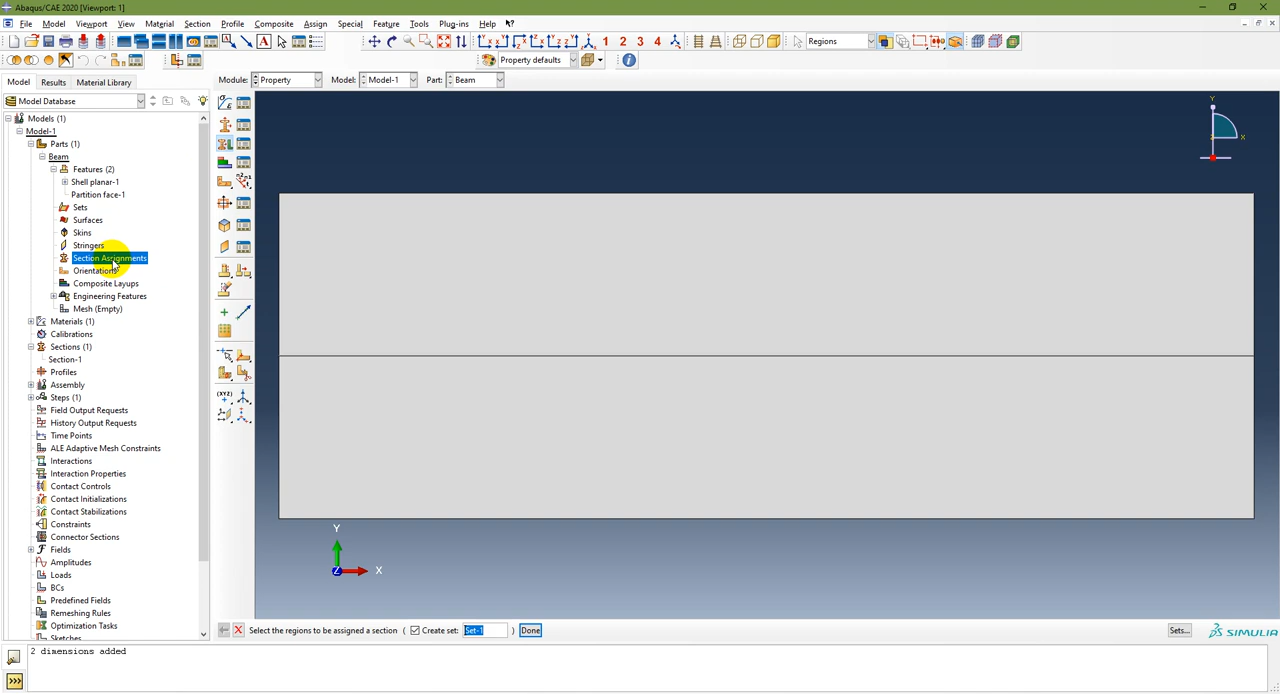 Abaqus/CAE 2020 [Viewport: 1]
File Model Viewport View Material Section Profile Composite Assign Special Feature Tools Plug-ins Help
1 2 3 4 Regions
Property defaults
Model Results Material Library Module: Property Model: Model-1 Part: Beam
Model Database
Models (1)
Model-1
Parts (1)
Beam
Features (2)
Shell planar-1
Partition face-1
Sets
Surfaces
Skins
Stringers
Section Assignments
Orientations
Composite Layups
Engineering Features
Mesh (Empty)
Materials (1)
Calibrations
Sections (1)
Section-1
Profiles
Assembly
Steps (1)
Field Output Requests
History Output Requests
Time Points
ALE Adaptive Mesh Constraints
Interactions
Interaction Properties
Contact Controls
Contact Initializations
Contact Stabilizations
Constraints
Connector Sections
Fields
Amplitudes
Loads
BCs
Predefined Fields
Remeshing Rules
Optimization Tasks
Sketches
Y
X
Y
X
Z
Select the regions to be assigned a section ( Create set: Set-1 ) Done Sets... SIMULIA
2 dimensions added
>>>